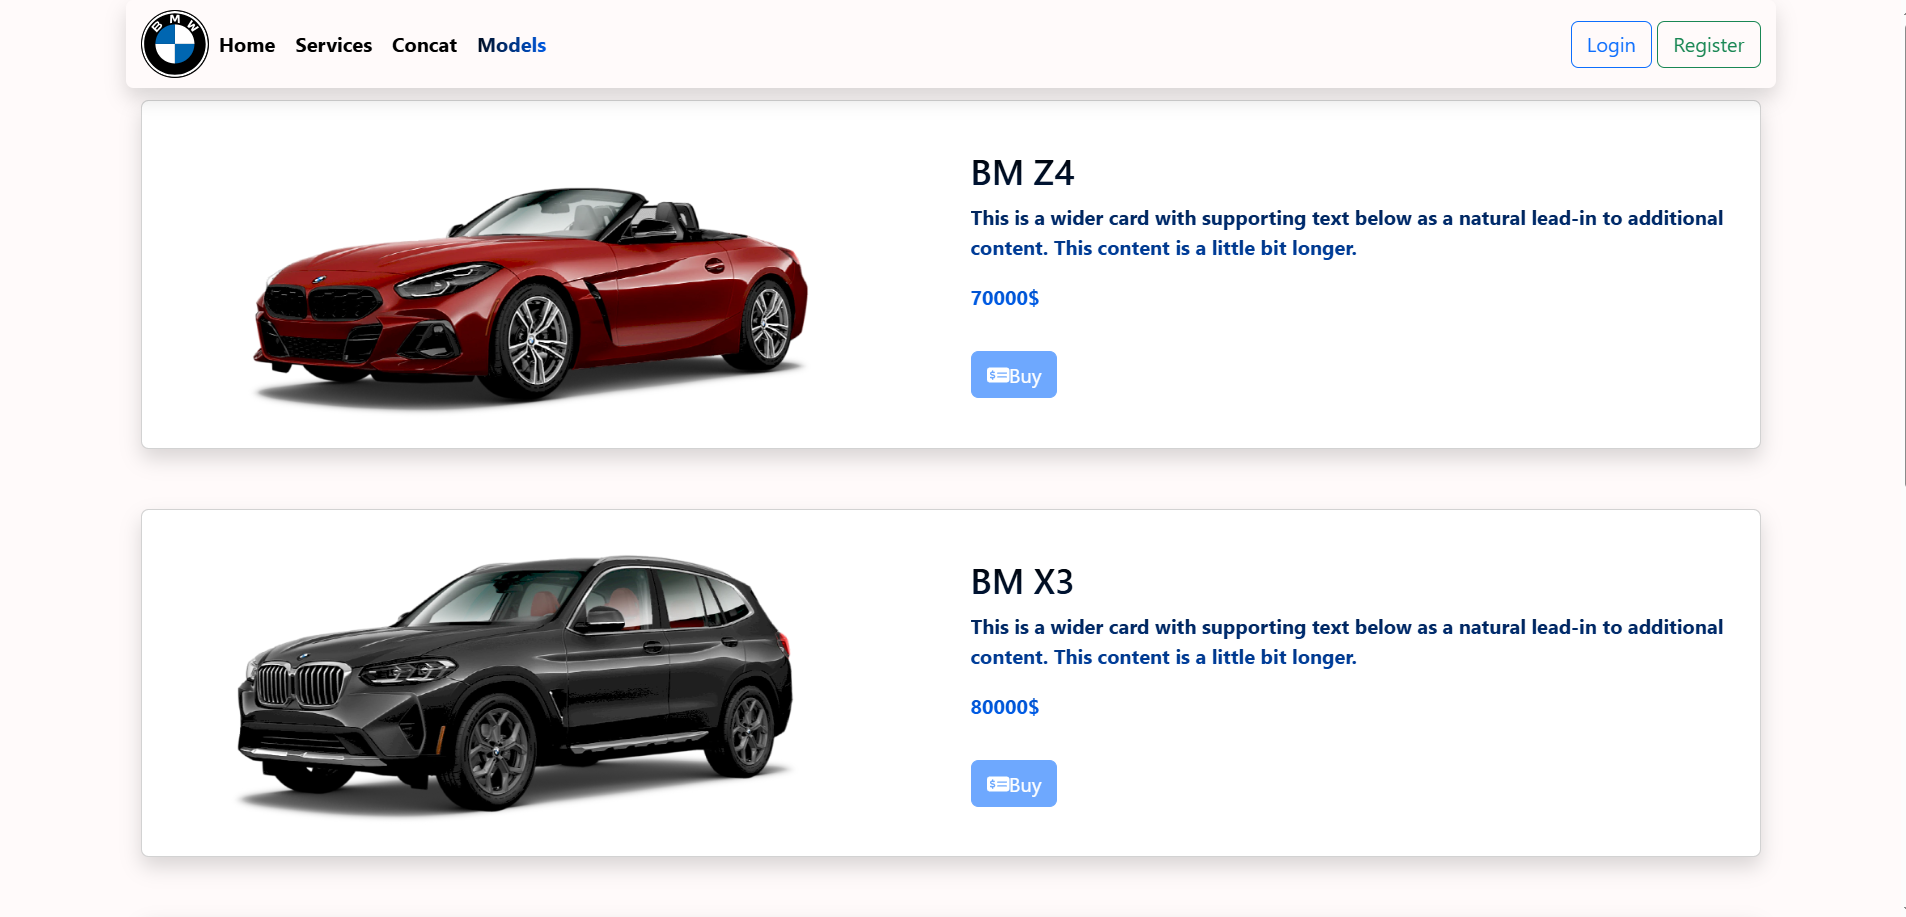 BMW
Home Services Concat Models
Login Register
BM Z4
This is a wider card with supporting text below as a natural lead-in to additional
content. This content is a little bit longer.
70000$
Buy
BM X3
This is a wider card with supporting text below as a natural lead-in to additional
content. This content is a little bit longer.
80000$
Buy